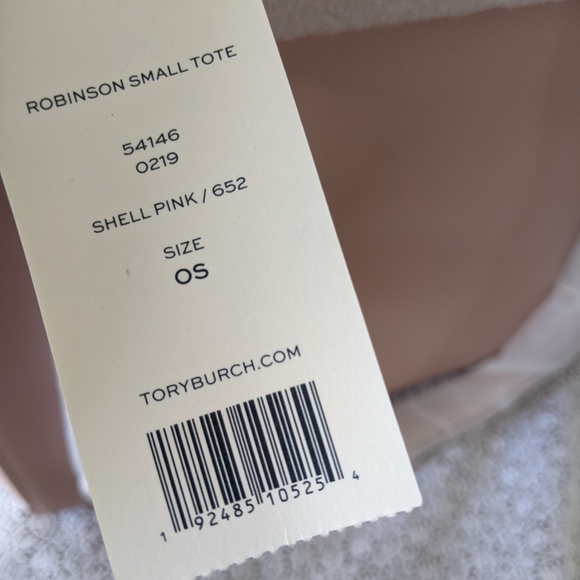 ROBINSON SMALL TOTE
54146
0219
SHELL PINK / 652
SIZE
OS
TORYBURCH.COM
1 92485 10525 4